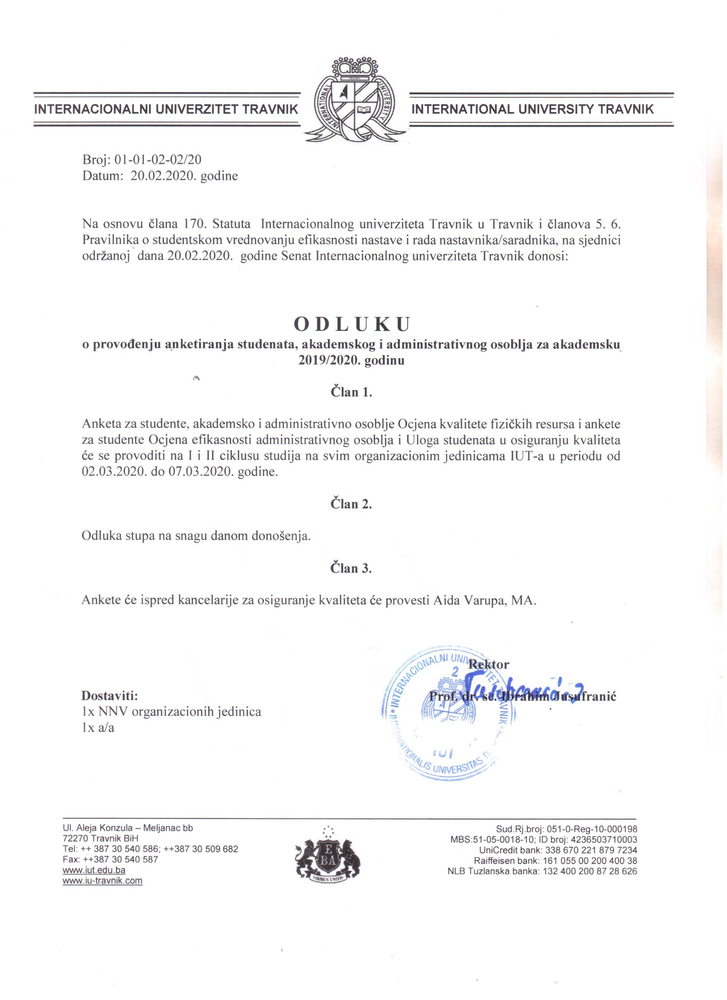 INTERNACIONALNI UNIVERZITET TRAVNIK
TRAVNIK
INTERNATIONAL UNIVERSITY
INTERNATIONAL UNIVERSITY TRAVNIK
Broj: 01-01-02-02/20
Datum: 20.02.2020. godine
Na osnovu člana 170. Statuta Internacionalnog univerziteta Travnik u Travnik i članova 5. 6.
Pravilnika o studentskom vrednovanju efikasnosti nastave i rada nastavnika/saradnika, na sjednici
održanoj dana 20.02.2020. godine Senat Internacionalnog univerziteta Travnik donosi:
O D L U K U
o provođenju anketiranja studenata, akademskog i administrativnog osoblja za akademsku
2019/2020. godinu
Član 1.
Anketa za studente, akademsko i administrativno osoblje Ocjena kvalitete fizičkih resursa i ankete
za studente Ocjena efikasnosti administrativnog osoblja i Uloga studenata u osiguranju kvaliteta
će se provoditi na I i II ciklusu studija na svim organizacionim jedinicama IUT-a u periodu od
02.03.2020. do 07.03.2020. godine.
Član 2.
Odluka stupa na snagu danom donošenja.
Član 3.
Ankete će ispred kancelarije za osiguranje kvaliteta će provesti Aida Varupa, MA.
Rektor
Prof. dr. sc. Ibrahim Jusufranić
* INTERNACIONALNI UNIVERZITET TRAVNIK *
2
INTERNATIONALIS UNIVERSITAS
Dostaviti:
1x NNV organizacionih jedinica
1x a/a
Ul. Aleja Konzula – Meljanac bb
72270 Travnik BiH
Tel: ++ 387 30 540 586; ++387 30 509 682
Fax: ++387 30 540 587
www.iut.edu.ba
www.iu-travnik.com
E
BA
VIRIBUS UNITIS
Sud.Rj.broj: 051-0-Reg-10-000198
MBS:51-05-0018-10; ID broj: 4236503710003
UniCredit bank: 338 670 221 879 7234
Raiffeisen bank: 161 055 00 200 400 38
NLB Tuzlanska banka: 132 400 200 87 28 626